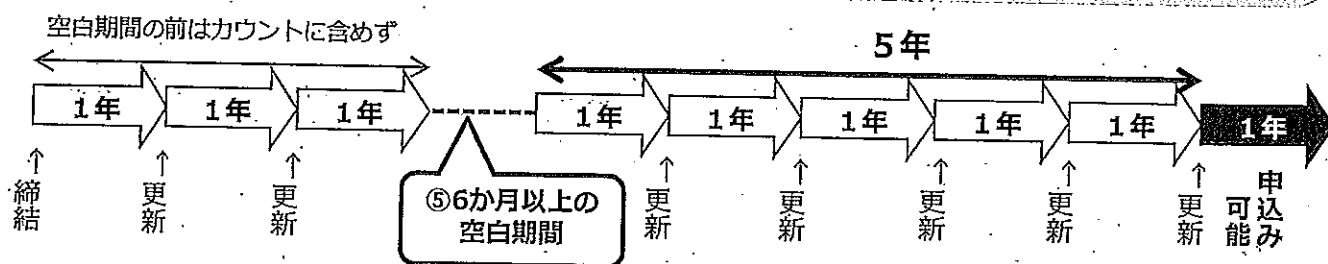 空白期間の前はカウントに含めず
5年
1年
1年
1年
1年
1年
1年
1年
1年
1年
⑤6か月以上の
空白期間
↑締結
↑更新
↑更新
↑更新
↑更新
↑更新
↑更新
↑更新
申込み
可能